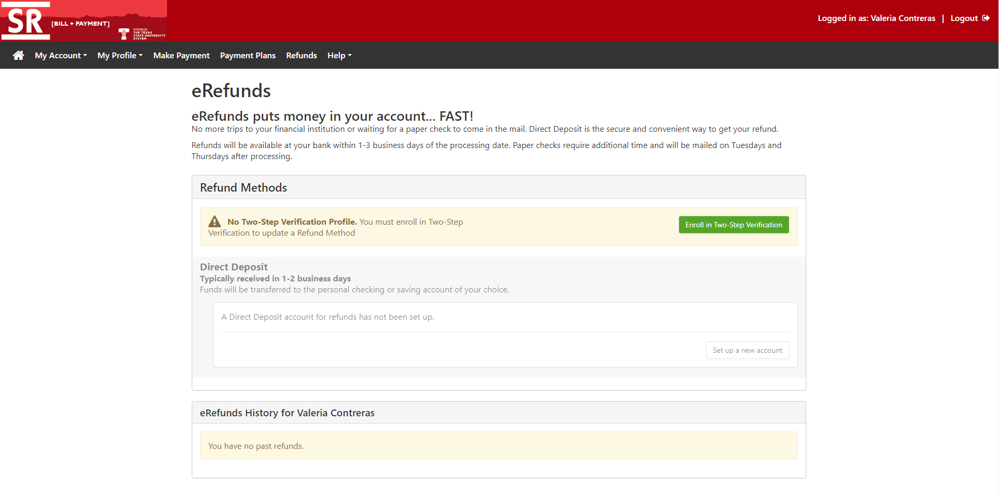 SR
[BILL + PAYMENT]
MEMBER
THE TEXAS
STATE UNIVERSITY
SYSTEM
Logged in as: Valeria Contreras | Logout
My Account My Profile Make Payment Payment Plans Refunds Help
eRefunds
eRefunds puts money in your account... FAST!
No more trips to your financial institution or waiting for a paper check to come in the mail. Direct Deposit is the secure and convenient way to get your refund.
Refunds will be available at your bank within 1-3 business days of the processing date. Paper checks require additional time and will be mailed on Tuesdays and
Thursdays after processing.
Refund Methods
No Two-Step Verification Profile. You must enroll in Two-Step
Verification to update a Refund Method
Enroll in Two-Step Verification
Direct Deposit
Typically received in 1-2 business days
Funds will be transferred to the personal checking or saving account of your choice.
A Direct Deposit account for refunds has not been set up.
Set up a new account
eRefunds History for Valeria Contreras
You have no past refunds.